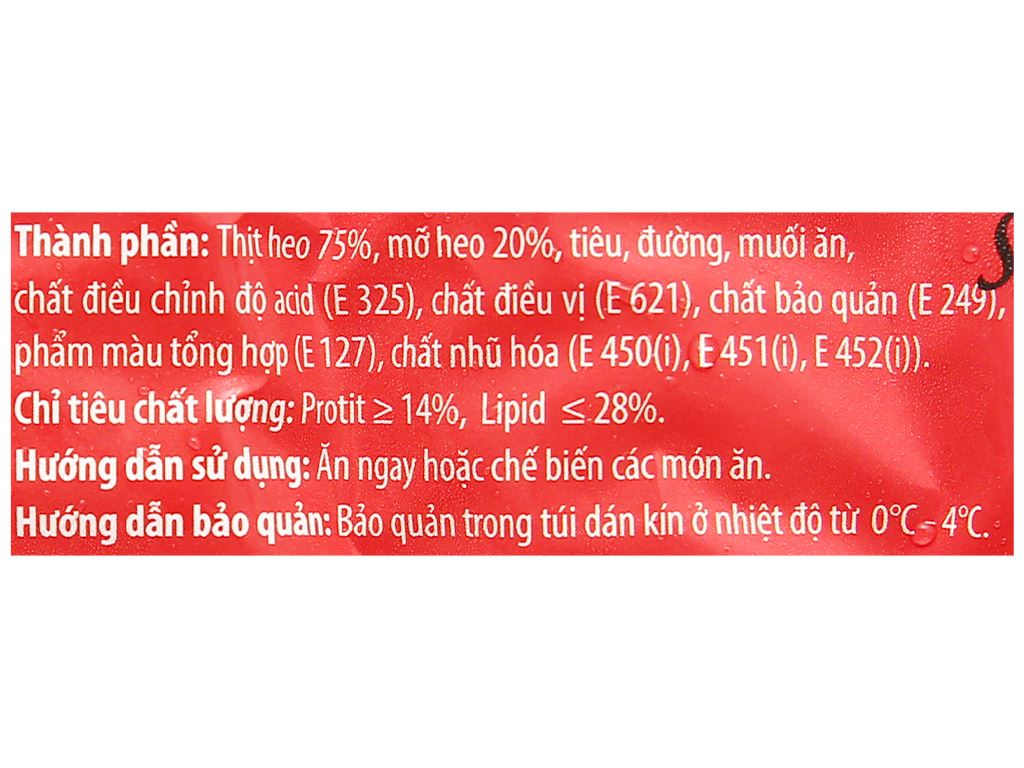 Thành phần: Thịt heo 75%, mỡ heo 20%, tiêu, đường, muối ăn,
chất điều chỉnh độ acid (E 325), chất điều vị (E 621), chất bảo quản (E 249),
phẩm màu tổng hợp (E 127), chất nhũ hóa (E 450(i), E 451(i), E 452(i)).
Chỉ tiêu chất lượng: Protit ≥ 14%, Lipid ≤ 28%.
Hướng dẫn sử dụng: Ăn ngay hoặc chế biến các món ăn.
Hướng dẫn bảo quản: Bảo quản trong túi dán kín ở nhiệt độ từ 0°C - 4°C.